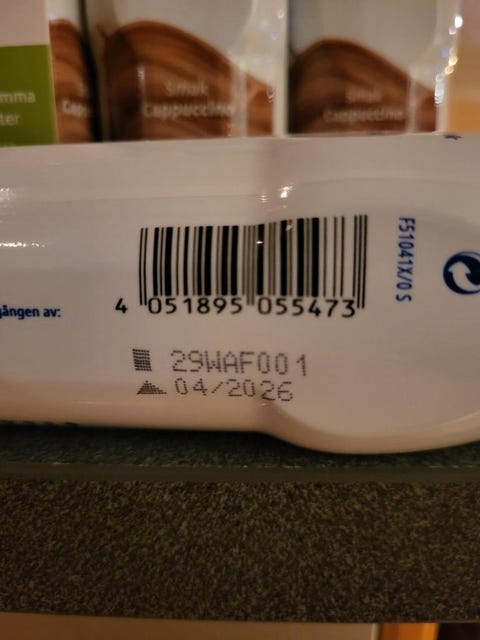 mma
ter
Smak
Cappuccino
Smak
Cappuccino
gången av:
4 051895 055473
F51041X/0 S
29WAF001
04/2026